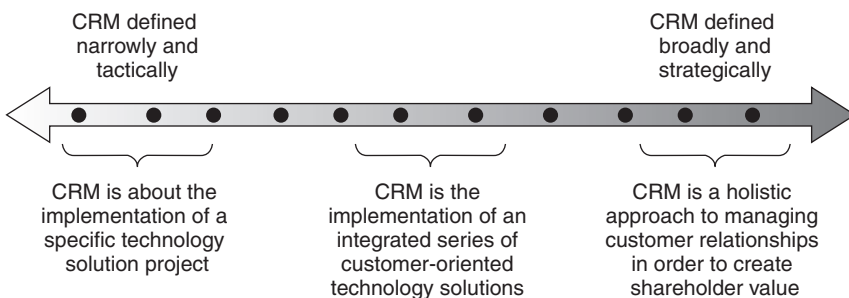 CRM defined
narrowly and
tactically
CRM defined
broadly and
strategically
CRM is about the
implementation of a
specific technology
solution project
CRM is the
implementation of an
integrated series of
customer-oriented
technology solutions
CRM is a holistic
approach to managing
customer relationships
in order to create
shareholder value